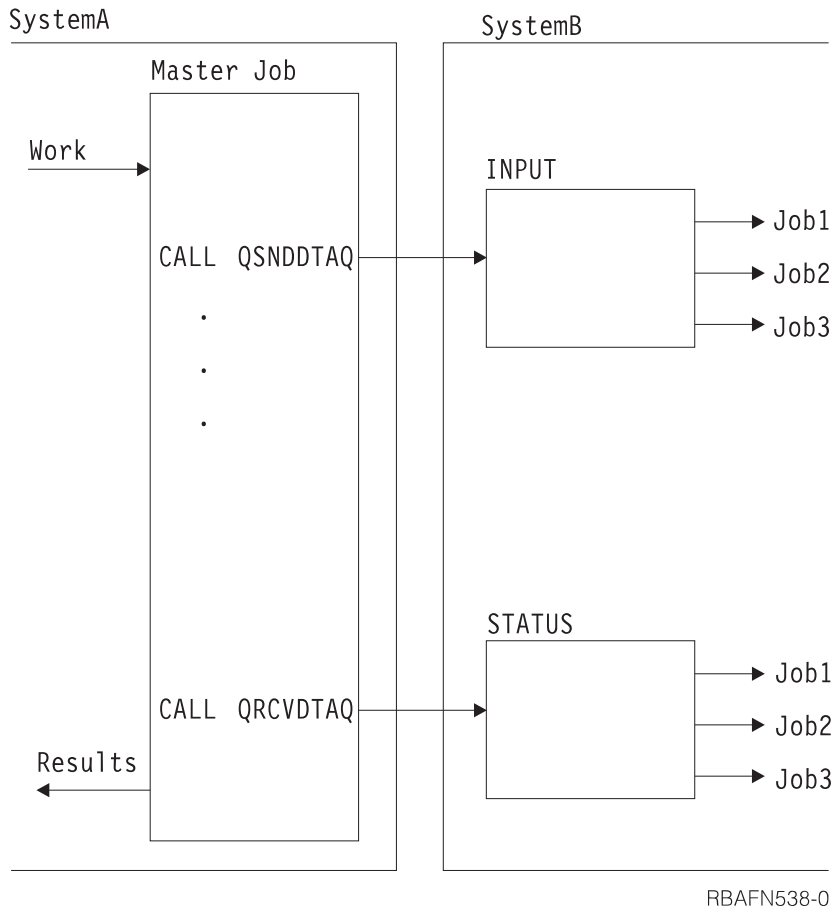 SystemA
SystemB
Master Job
Work
INPUT
Job1
CALL QSNDDTAQ
Job2
Job3
STATUS
Job1
CALL QRCVDTAQ
Job2
Results
Job3
RBAFN538-0